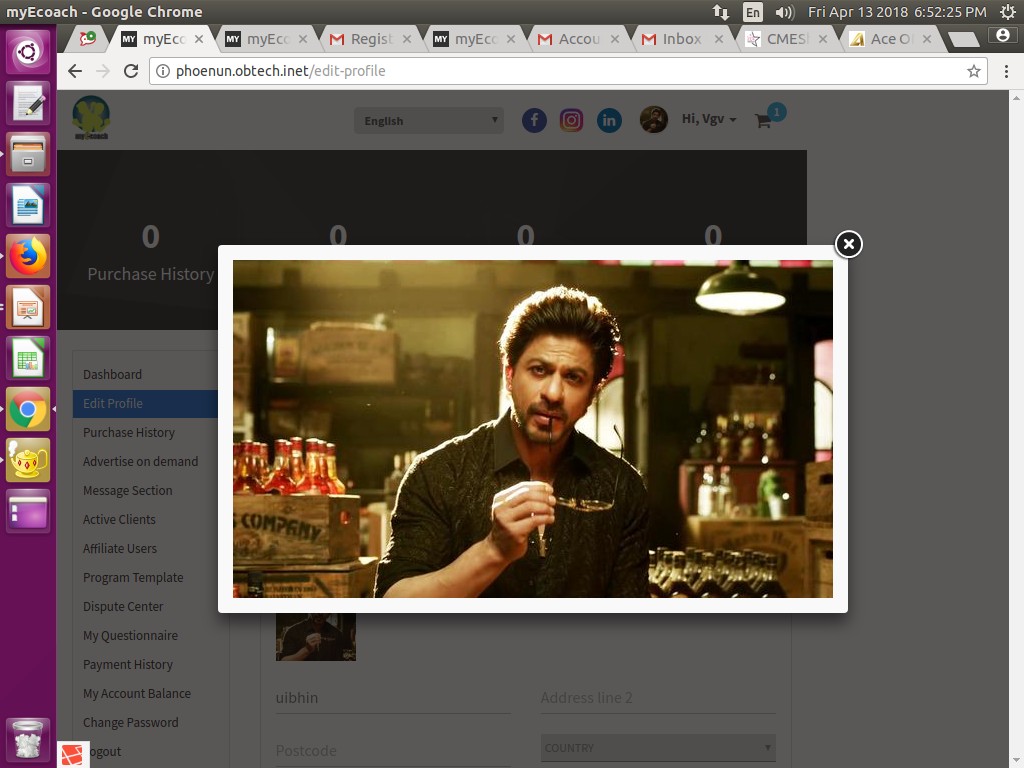 myEcoach - Google Chrome
En
Fri Apr 13 2018 6:52:25 PM
MY myEco
MY myEco
Regist
MY myEco
Accou
Inbox
CMES
Ace O
phoenun.obtech.inet/edit-profile
English
Hi, Vgv
1
0 0 0 0
Purchase History
Dashboard
Edit Profile
Purchase History
Advertise on demand
Message Section
Active Clients
Affiliate Users
Program Template
Dispute Center
My Questionnaire
Payment History
My Account Balance
Change Password
ogout
COMPANY
uibhin
Address line 2
Postcode
COUNTRY